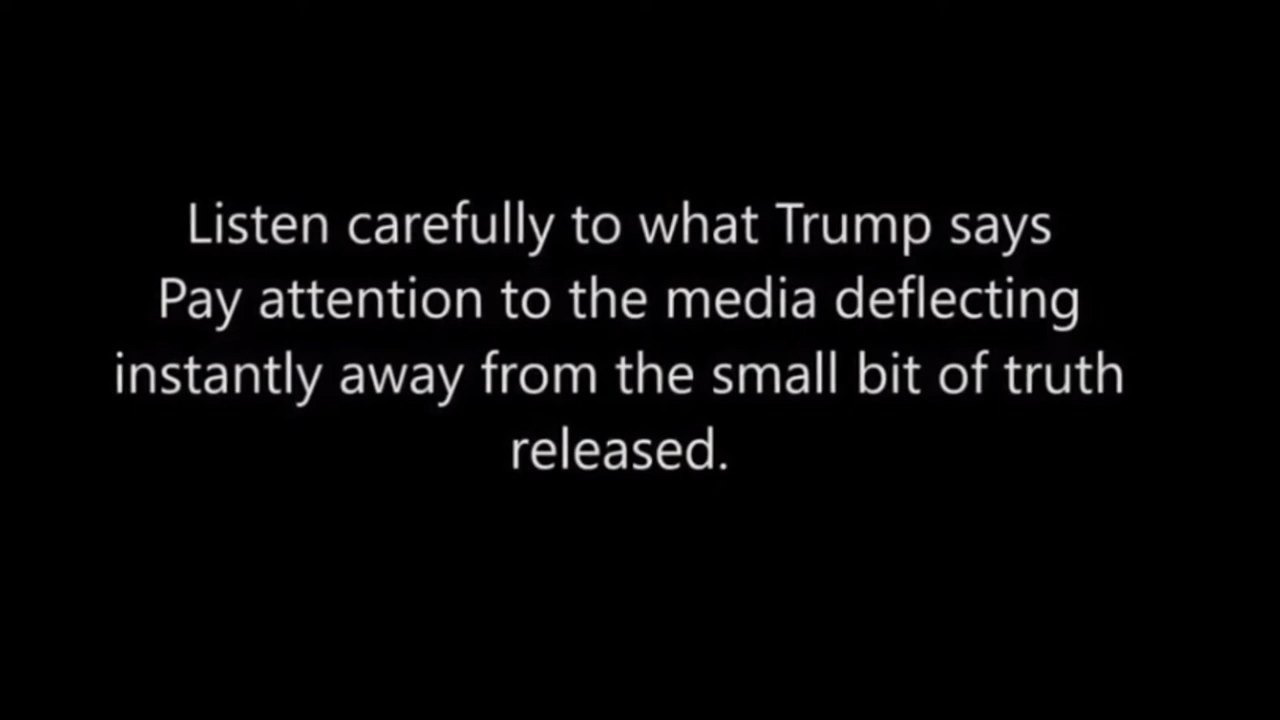 Listen carefully to what Trump says
Pay attention to the media deflecting
instantly away from the small bit of truth
released.